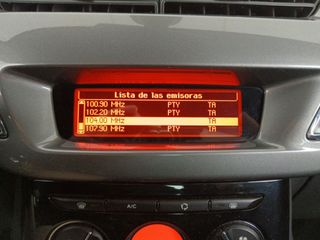 Lista de las emisoras
100.90 MHz PTY TA
102.20 MHz PTY TA
104.00 MHz TA
107.90 MHz PTY TA
A/C